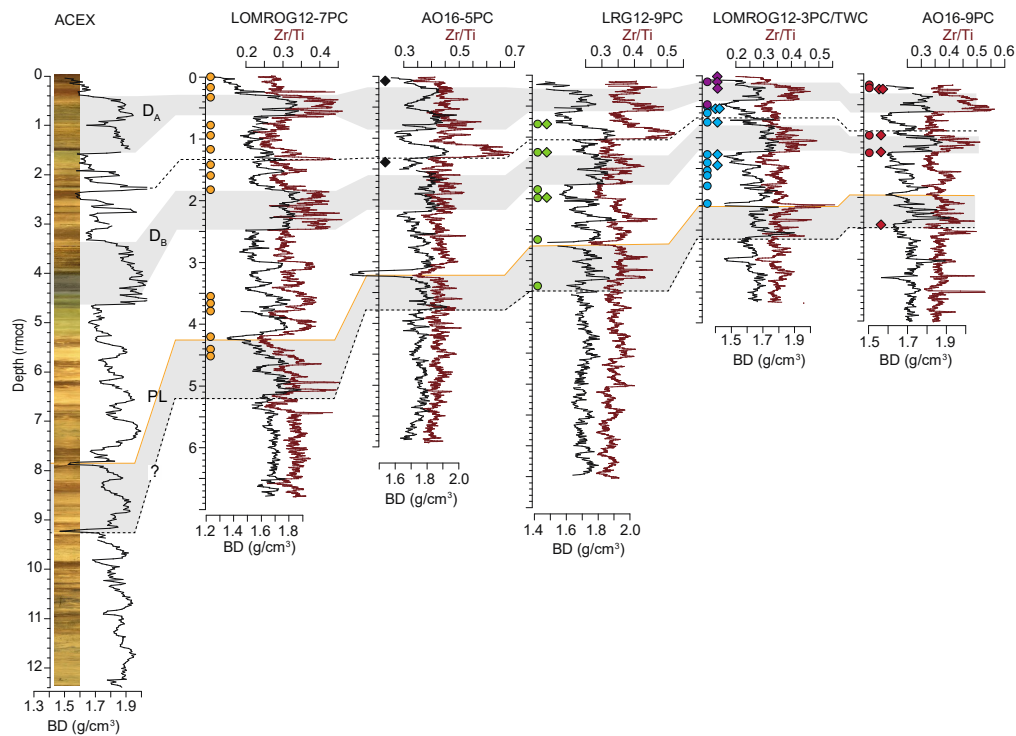 ACEX
LOMROG12-7PC
AO16-5PC
LRG12-9PC
LOMROG12-3PC/TWC
AO16-9PC
Zr/Ti
Zr/Ti
Zr/Ti
Zr/Ti
Zr/Ti
0.2 0.3 0.4
0.3 0.5 0.7
0.3 0.4 0.5
0.2 0.3 0.4 0.5
0.3 0.4 0.5 0.6
Depth (rmcd)
0
1
2
3
4
5
6
7
8
9
10
11
12
0
1
2
3
4
5
6
DA
DB
PL
?
1.3 1.5 1.7 1.9
BD (g/cm3)
1.2 1.4 1.6 1.8
BD (g/cm3)
1.6 1.8 2.0
BD (g/cm3)
1.4 1.6 1.8 2.0
BD (g/cm3)
1.5 1.7 1.9
BD (g/cm3)
1.5 1.7 1.9
BD (g/cm3)